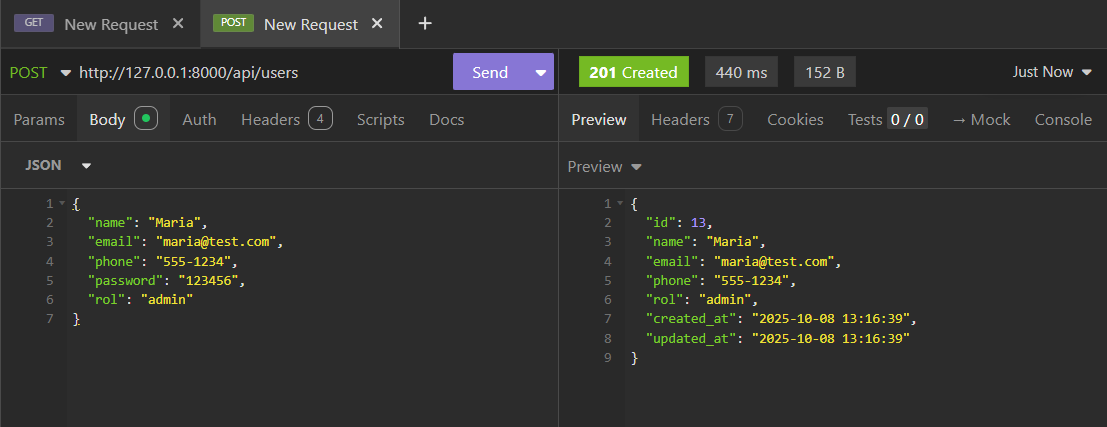 GET New Request × POST New Request × +
POST http://127.0.0.1:8000/api/users Send
201 Created 440 ms 152 B Just Now
Params Body Auth Headers 4 Scripts Docs
Preview Headers 7 Cookies Tests 0 / 0 → Mock Console
JSON
Preview
1 {
2 "name": "Maria",
3 "email": "maria@test.com",
4 "phone": "555-1234",
5 "password": "123456",
6 "rol": "admin"
7 }
1 {
2 "id": 13,
3 "name": "Maria",
4 "email": "maria@test.com",
5 "phone": "555-1234",
6 "rol": "admin",
7 "created_at": "2025-10-08 13:16:39",
8 "updated_at": "2025-10-08 13:16:39"
9 }